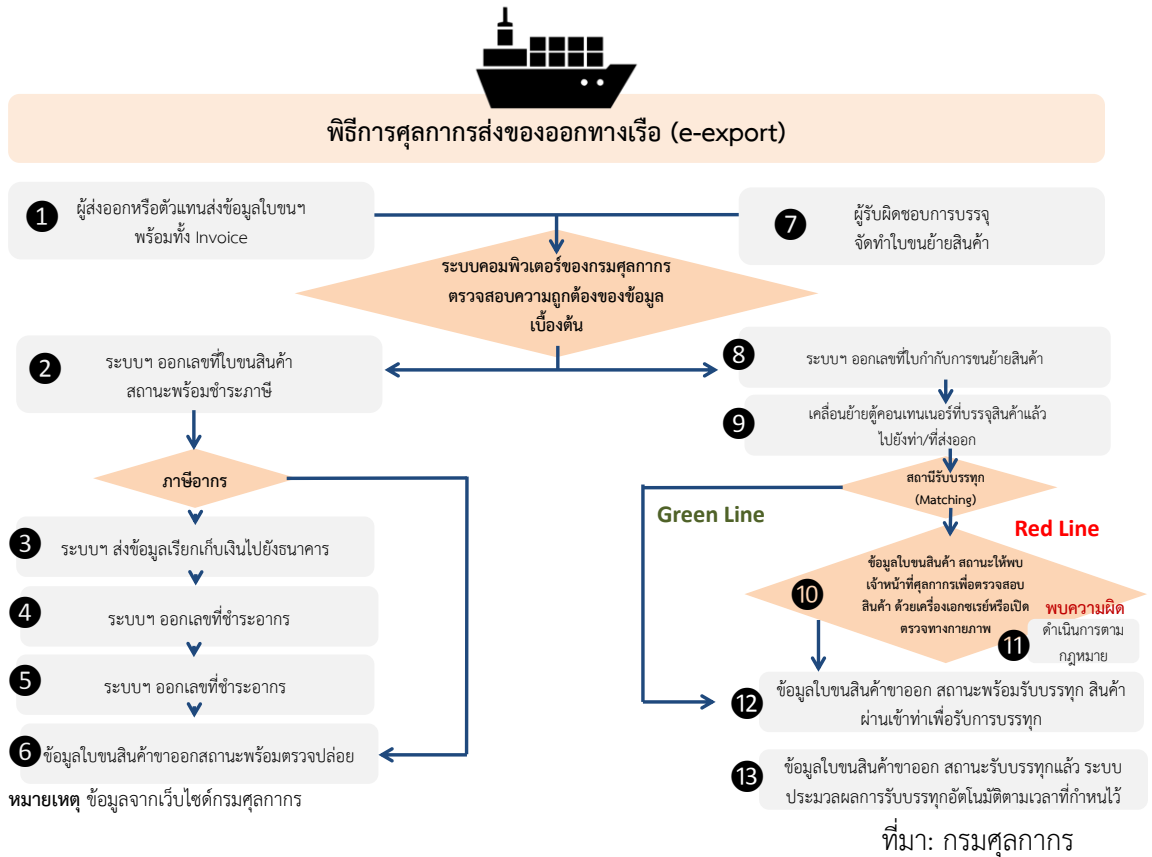 พิธีการศุลกากรส่งของออกทางเรือ (e-export)
1
ผู้ส่งออกหรือตัวแทนส่งข้อมูลใบขนฯ
พร้อมทั้ง Invoice
7
ผู้รับผิดชอบการบรรจุ
จัดทำใบขนย้ายสินค้า
ระบบคอมพิวเตอร์ของกรมศุลกากร
ตรวจสอบความถูกต้องของข้อมูล
เบื้องต้น
2
ระบบฯ ออกเลขที่ใบขนสินค้า
สถานะพร้อมชำระภาษี
8
ระบบฯ ออกเลขที่ใบกำกับการขนย้ายสินค้า
9
เคลื่อนย้ายตู้คอนเทนเนอร์ที่บรรจุสินค้าแล้ว
ไปยังท่า/ที่ส่งออก
ภาษีอากร
สถานีรับบรรทุก
(Matching)
Green Line
Red Line
3
ระบบฯ ส่งข้อมูลเรียกเก็บเงินไปยังธนาคาร
4
ระบบฯ ออกเลขที่ชำระอากร
5
ระบบฯ ออกเลขที่ชำระอากร
6
ข้อมูลใบขนสินค้าขาออกสถานะพร้อมตรวจปล่อย
10
ข้อมูลใบขนสินค้า สถานะให้พบ
เจ้าหน้าที่ศุลกากรเพื่อตรวจสอบ
สินค้า ด้วยเครื่องเอกซเรย์หรือเปิด
ตรวจทางกายภาพ
พบความผิด
11
ดำเนินการตาม
กฎหมาย
12
ข้อมูลใบขนสินค้าขาออก สถานะพร้อมรับบรรทุก สินค้า
ผ่านเข้าท่าเพื่อรับการบรรทุก
13
ข้อมูลใบขนสินค้าขาออก สถานะรับบรรทุกแล้ว ระบบ
ประมวลผลการรับบรรทุกอัตโนมัติตามเวลาที่กำหนไว้
หมายเหตุ ข้อมูลจากเว็บไซด์กรมศุลกากร
ที่มา: กรมศุลกากร